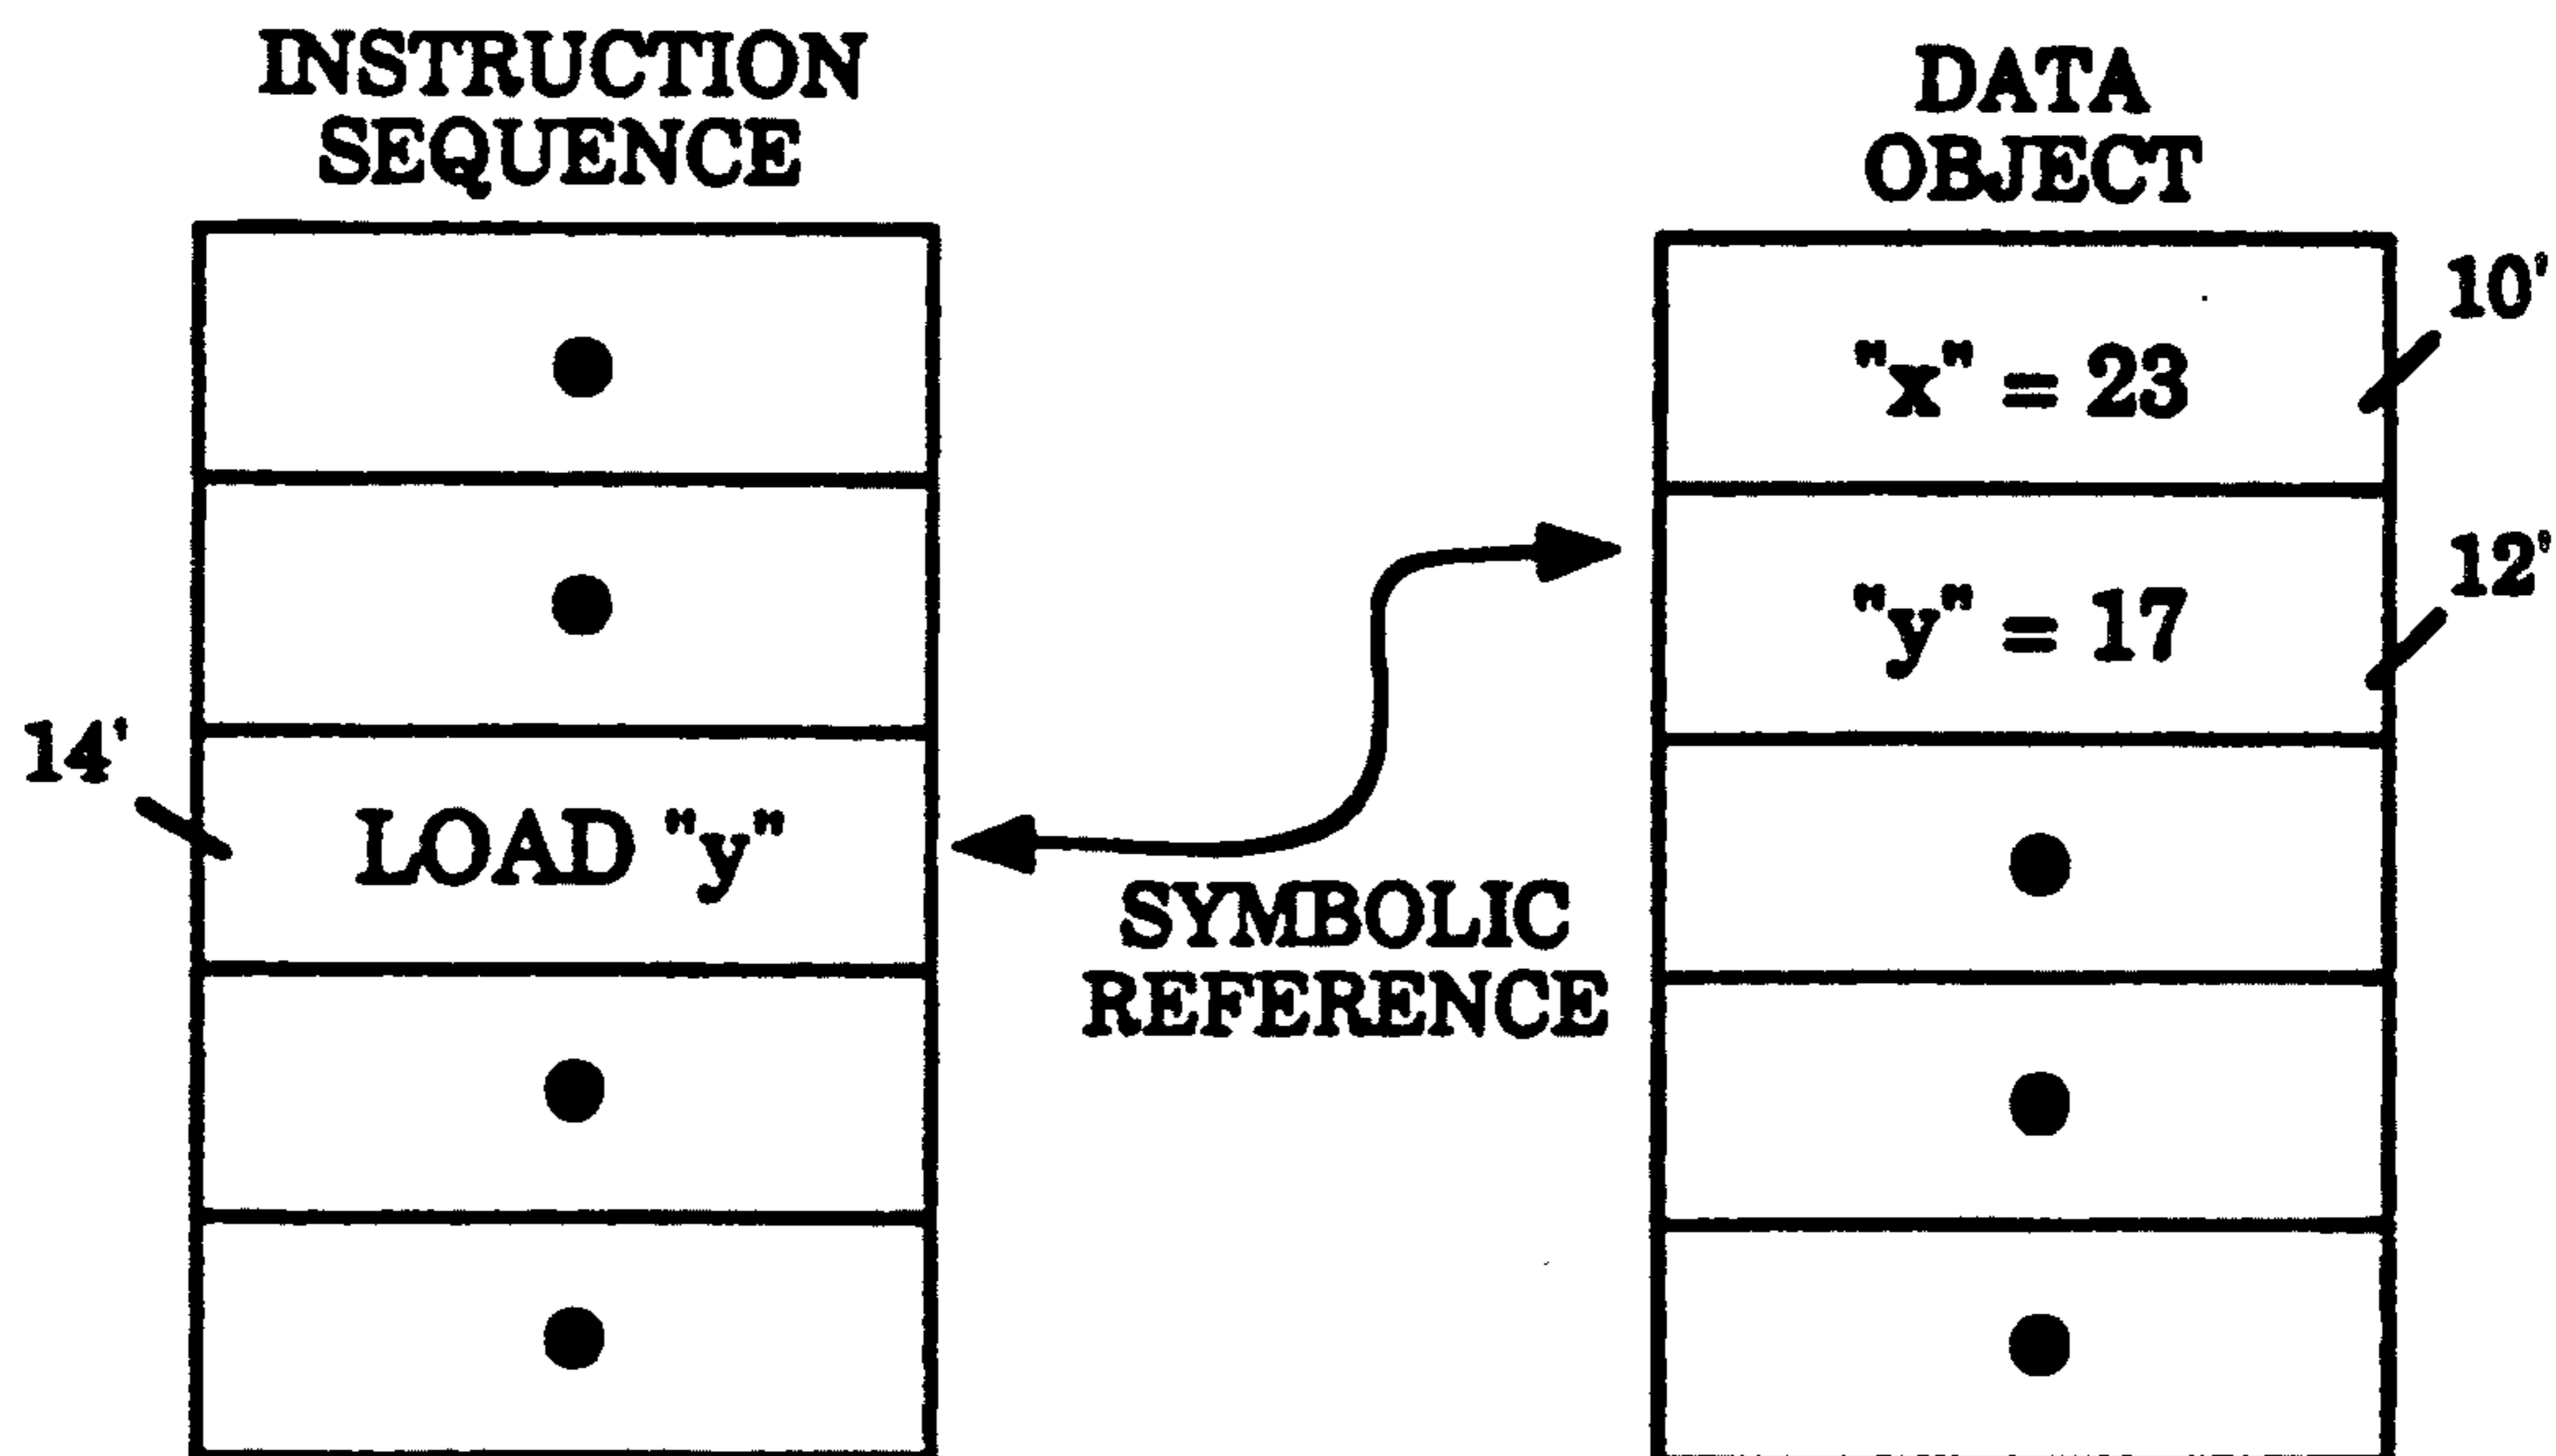 INSTRUCTION
SEQUENCE
14'
LOAD "y"
SYMBOLIC
REFERENCE
DATA
OBJECT
"x" = 23
10'
"y" = 17
12'